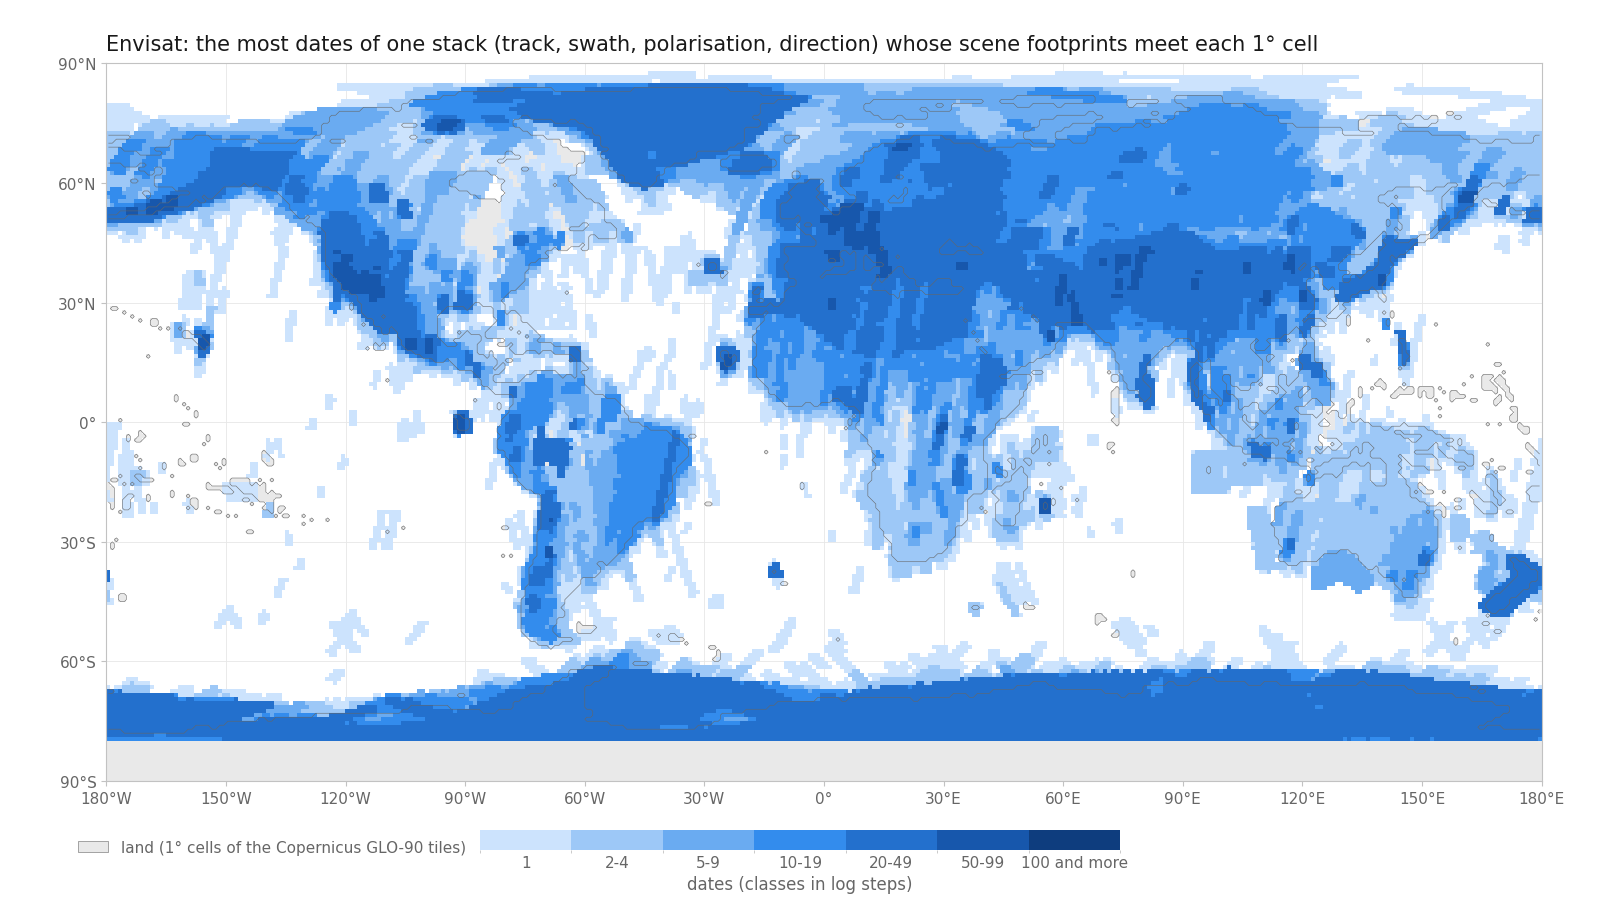 Envisat: the most dates of one stack (track, swath, polarisation, direction) whose scene footprints meet each 1° cell
90°N
60°N
30°N
0°
30°S
60°S
90°S
180°W 150°W 120°W 90°W 60°W 30°W 0° 30°E 60°E 90°E 120°E 150°E 180°E
land (1° cells of the Copernicus GLO-90 tiles)
1 2-4 5-9 10-19 20-49 50-99 100 and more
dates (classes in log steps)